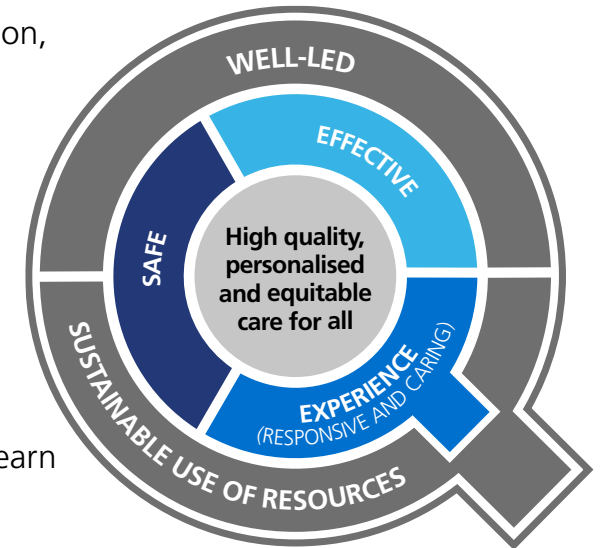 on,
WELL-LED
EFFECTIVE
SAFE
High quality,
personalised
and equitable
care for all
EXPERIENCE
(RESPONSIVE AND CARING)
SUSTAINABLE USE OF RESOURCES
earn